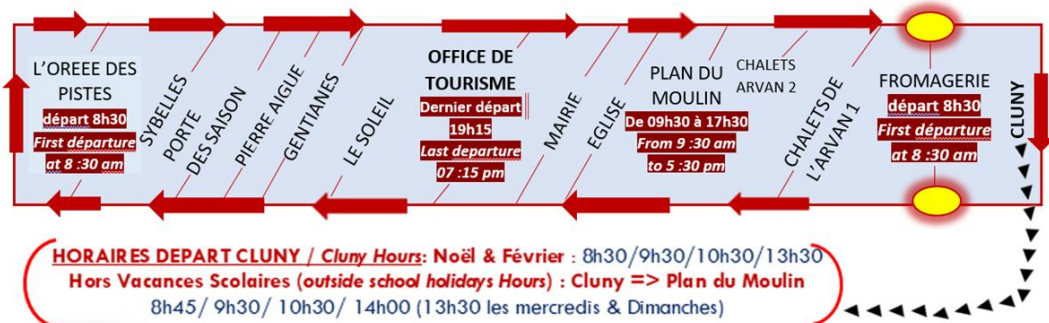 L'OREEE DES
PISTES
départ 8h30
First départure
at 8 :30 am
SYBELLES
PORTE
DES SAISON
PIERRE AIGUE
GENTIANES
LE SOLEIL
OFFICE DE
TOURISME
Dernier départ
19h15
Last departure
07 :15 pm
MAIRIE
EGLISE
PLAN DU
MOULIN
De 09h30 à 17h30
From 9 :30 am
to 5 :30 pm
CHALETS
ARVAN 2
CHALETS DE
L'ARVAN 1
FROMAGERIE
départ 8h30
First départure
at 8 :30 am
CLUNY
HORAIRES DEPART CLUNY / Cluny Hours: Noël & Février : 8h30/9h30/10h30/13h30
Hors Vacances Scolaires (outside school holidays Hours) : Cluny => Plan du Moulin
8h45/ 9h30/ 10h30/ 14h00 (13h30 les mercredis & Dimanches)